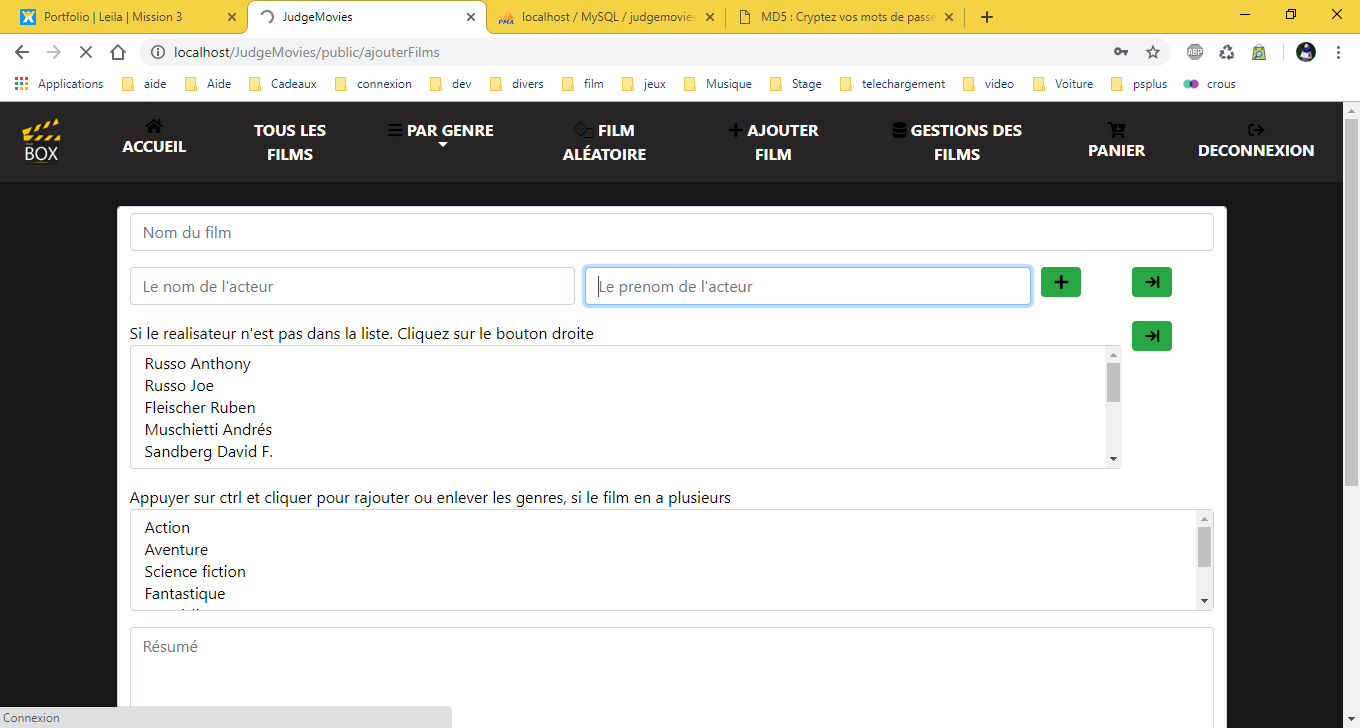 Portfolio | Leila | Mission 3
JudgeMovies
localhost / MySQL / judgemovies
MD5 : Cryptez vos mots de passe
localhost/JudgeMovies/public/ajouterFilms
ABP
Applications
aide
Aide
Cadeaux
connexion
dev
divers
film
jeux
Musique
Stage
telechargement
video
Voiture
psplus
crous
BOX
ACCUEIL
TOUS LES
FILMS
PAR GENRE
FILM
ALÉATOIRE
AJOUTER
FILM
GESTIONS DES
FILMS
PANIER
DECONNEXION
Nom du film
Le nom de l'acteur
Le prenom de l'acteur
Si le realisateur n'est pas dans la liste. Cliquez sur le bouton droite
Russo Anthony
Russo Joe
Fleischer Ruben
Muschietti Andrés
Sandberg David F.
Appuyer sur ctrl et cliquer pour rajouter ou enlever les genres, si le film en a plusieurs
Action
Aventure
Science fiction
Fantastique
Résumé
Connexion